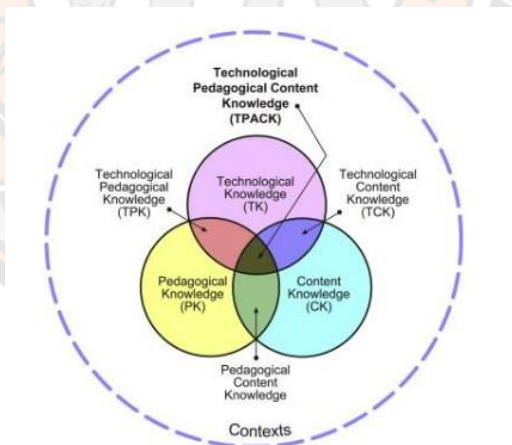 Technological
Pedagogical Content
Knowledge
(TPACK)
Technological
Pedagogical
Knowledge
(TPK)
Technological
Knowledge
(TK)
Technological
Content
Knowledge
(TCK)
Pedagogical
Knowledge
(PK)
Content
Knowledge
(CK)
Pedagogical
Content
Knowledge
Contexts